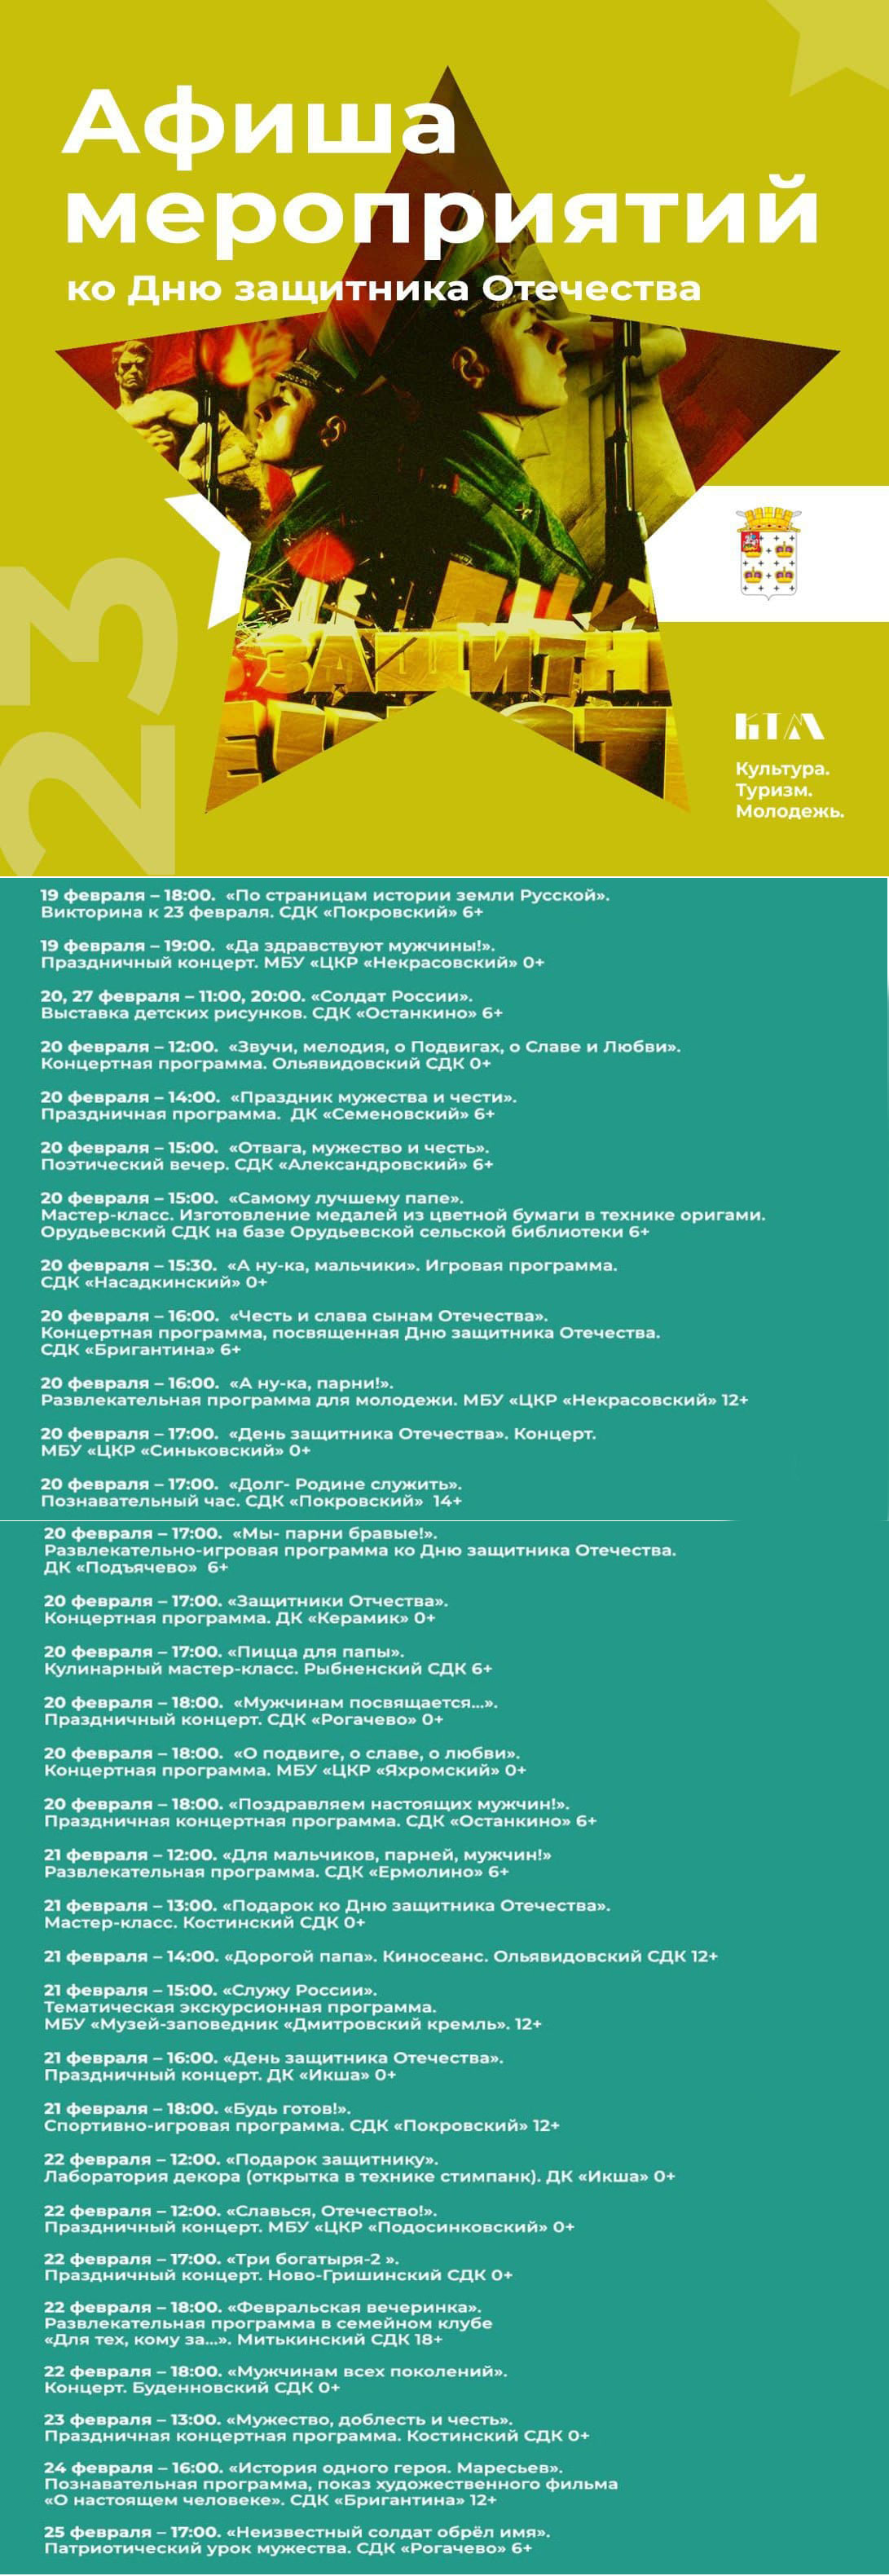 Афиша
мероприятий
ко Дню защитника Отечества
ЗАЩИТН
23
КТМ
Культура.
Туризм.
Молодежь.
19 февраля – 18:00. «По страницам истории земли Русской».
Викторина к 23 февраля. СДК «Покровский» 6+
19 февраля – 19:00. «Да здравствуют мужчины!».
Праздничный концерт. МБУ «ЦКР «Некрасовский» 0+
20, 27 февраля – 11:00, 20:00. «Солдат России».
Выставка детских рисунков. СДК «Останкино» 6+
20 февраля – 12:00. «Звучи, мелодия, о Подвигах, о Славе и Любви».
Концертная программа. Ольявидовский СДК 0+
20 февраля – 14:00. «Праздник мужества и чести».
Праздничная программа. ДК «Семеновский» 6+
20 февраля – 15:00. «Отвага, мужество и честь».
Поэтический вечер. СДК «Александровский» 6+
20 февраля – 15:00. «Самому лучшему папе».
Мастер-класс. Изготовление медалей из цветной бумаги в технике оригами.
Орудьевский СДК на базе Орудьевской сельской библиотеки 6+
20 февраля – 15:30. «А ну-ка, мальчики». Игровая программа.
СДК «Насадкинский» 0+
20 февраля – 16:00. «Честь и слава сынам Отечества».
Концертная программа, посвященная Дню защитника Отечества.
СДК «Бригантина» 6+
20 февраля – 16:00. «А ну-ка, парни!».
Развлекательная программа для молодежи. МБУ «ЦКР «Некрасовский» 12+
20 февраля – 17:00. «День защитника Отечества». Концерт.
МБУ «ЦКР «Синьковский» 0+
20 февраля – 17:00. «Долг- Родине служить».
Познавательный час. СДК «Покровский» 14+
20 февраля – 17:00. «Мы- парни бравые!».
Развлекательно-игровая программа ко Дню защитника Отечества.
ДК «Подъячево» 6+
20 февраля – 17:00. «Защитники Отчества».
Концертная программа. ДК «Керамик» 0+
20 февраля – 17:00. «Пицца для папы».
Кулинарный мастер-класс. Рыбненский СДК 6+
20 февраля – 18:00. «Мужчинам посвящается...».
Праздничный концерт. СДК «Рогачево» 0+
20 февраля – 18:00. «О подвиге, о славе, о любви».
Концертная программа. МБУ «ЦКР «Яхромский» 0+
20 февраля – 18:00. «Поздравляем настоящих мужчин!».
Праздничная концертная программа. СДК «Останкино» 6+
21 февраля – 12:00. «Для мальчиков, парней, мужчин!»
Развлекательная программа. СДК «Ермолино» 6+
21 февраля – 13:00. «Подарок ко Дню защитника Отечества».
Мастер-класс. Костинский СДК 0+
21 февраля – 14:00. «Дорогой папа». Киносеанс. Ольявидовский СДК 12+
21 февраля – 15:00. «Служу России».
Тематическая экскурсионная программа.
МБУ «Музей-заповедник «Дмитровский кремль». 12+
21 февраля – 16:00. «День защитника Отечества».
Праздничный концерт. ДК «Икша» 0+
21 февраля – 18:00. «Будь готов!».
Спортивно-игровая программа. СДК «Покровский» 12+
22 февраля – 12:00. «Подарок защитнику».
Лаборатория декора (открытка в технике стимпанк). ДК «Икша» 0+
22 февраля – 12:00. «Славься, Отечество!».
Праздничный концерт. МБУ «ЦКР «Подосинковский» 0+
22 февраля – 17:00. «Три богатыря-2 ».
Праздничный концерт. Ново-Гришинский СДК 0+
22 февраля – 18:00. «Февральская вечеринка».
Развлекательная программа в семейном клубе
«Для тех, кому за...». Митькинский СДК 18+
22 февраля – 18:00. «Мужчинам всех поколений».
Концерт. Буденновский СДК 0+
23 февраля – 13:00. «Мужество, доблесть и честь».
Праздничная концертная программа. Костинский СДК 0+
24 февраля – 16:00. «История одного героя. Маресьев».
Познавательная программа, показ художественного фильма
«О настоящем человеке». СДК «Бригантина» 12+
25 февраля – 17:00. «Неизвестный солдат обрёл имя».
Патриотический урок мужества. СДК «Рогачево» 6+